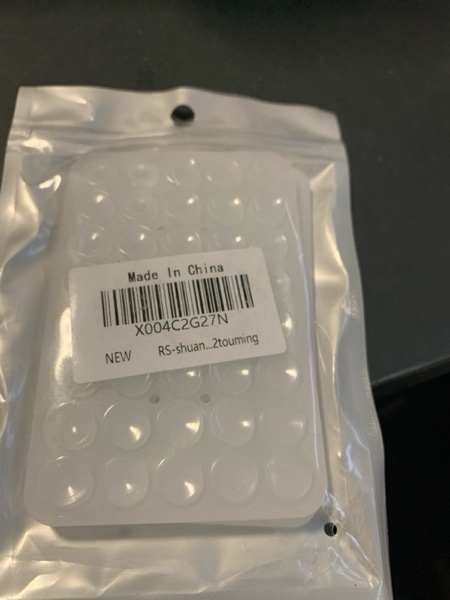 Made In China
X004C2G27N
NEW RS-shuan...2touming